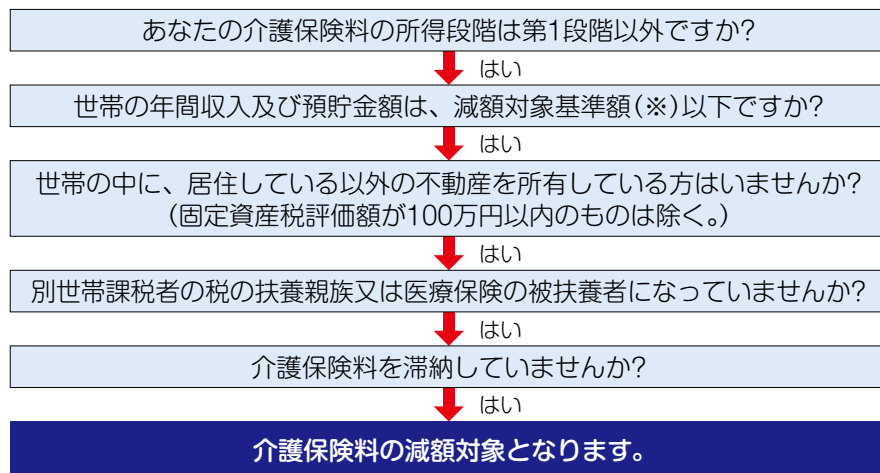 あなたの介護保険料の所得段階は第1段階以外ですか?
はい
世帯の年間収入及び預貯金額は、減額対象基準額(※)以下ですか?
はい
世帯の中に、居住している以外の不動産を所有している方はいませんか?
(固定資産税評価額が100万円以内のものは除く。)
はい
別世帯課税者の税の扶養親族又は医療保険の被扶養者になっていませんか?
はい
介護保険料を滞納していませんか?
はい
介護保険料の減額対象となります。